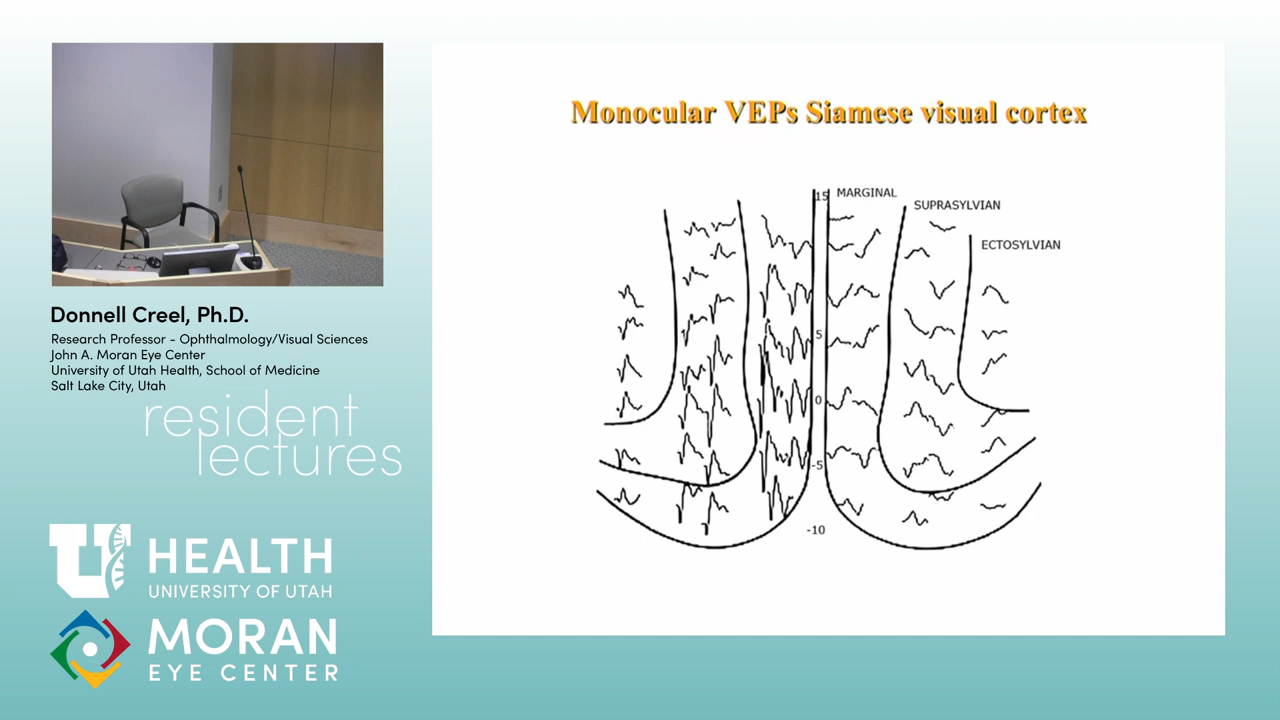 Monocular VEPs Siamese visual cortex
15
MARGINAL
SUPRASYLVIAN
ECTOSYLVIAN
5
0
-5
-10
Donnell Creel, Ph.D.
Research Professor - Ophthalmology/Visual Sciences
John A. Moran Eye Center
University of Utah Health, School of Medicine
Salt Lake City, Utah
resident
lectures
U HEALTH
UNIVERSITY OF UTAH
MORAN
EYE CENTER